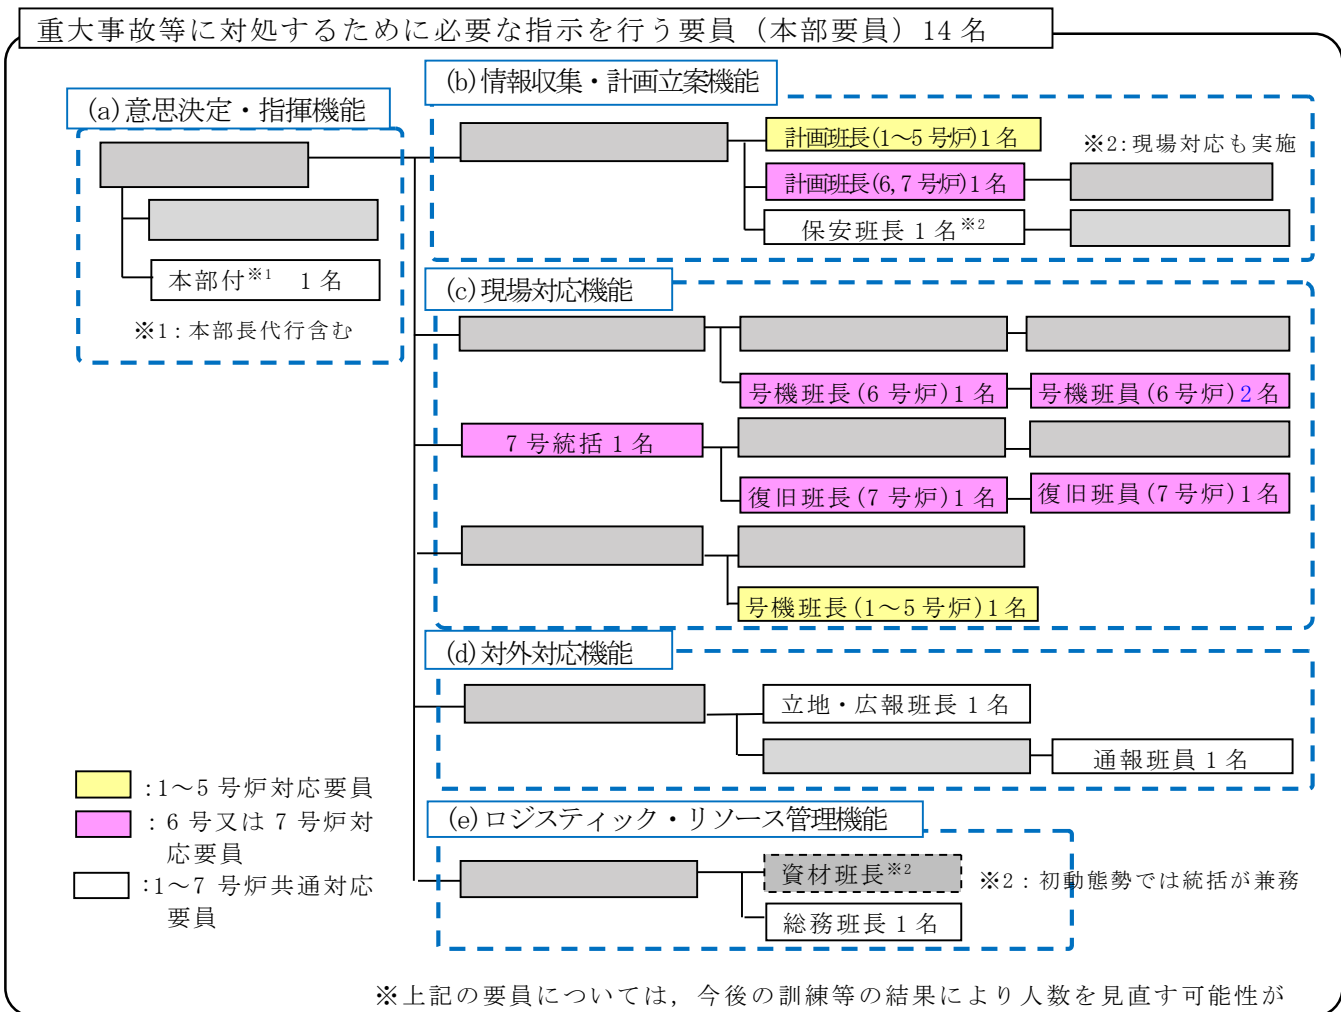 重大事故等に対処するために必要な指示を行う要員（本部要員）14 名
(a)意思決定・指揮機能
本部付※1 1 名
※1：本部長代行含む
(b)情報収集・計画立案機能
計画班長(1～5 号炉)1 名
※2:現場対応も実施
計画班長(6,7 号炉)1 名
保安班長 1 名※2
(c)現場対応機能
号機班長(6 号炉)1 名
号機班員(6 号炉)2 名
7 号統括 1 名
復旧班長(7 号炉)1 名
復旧班員(7 号炉)1 名
号機班長(1～5 号炉)1 名
(d)対外対応機能
立地・広報班長 1 名
通報班員 1 名
(e)ロジスティック・リソース管理機能
資材班長※2
※2：初動態勢では統括が兼務
総務班長 1 名
:1～5 号炉対応要員
：6 号又は 7 号炉対
応要員
:1～7 号炉共通対応
要員
※上記の要員については，今後の訓練等の結果により人数を見直す可能性が